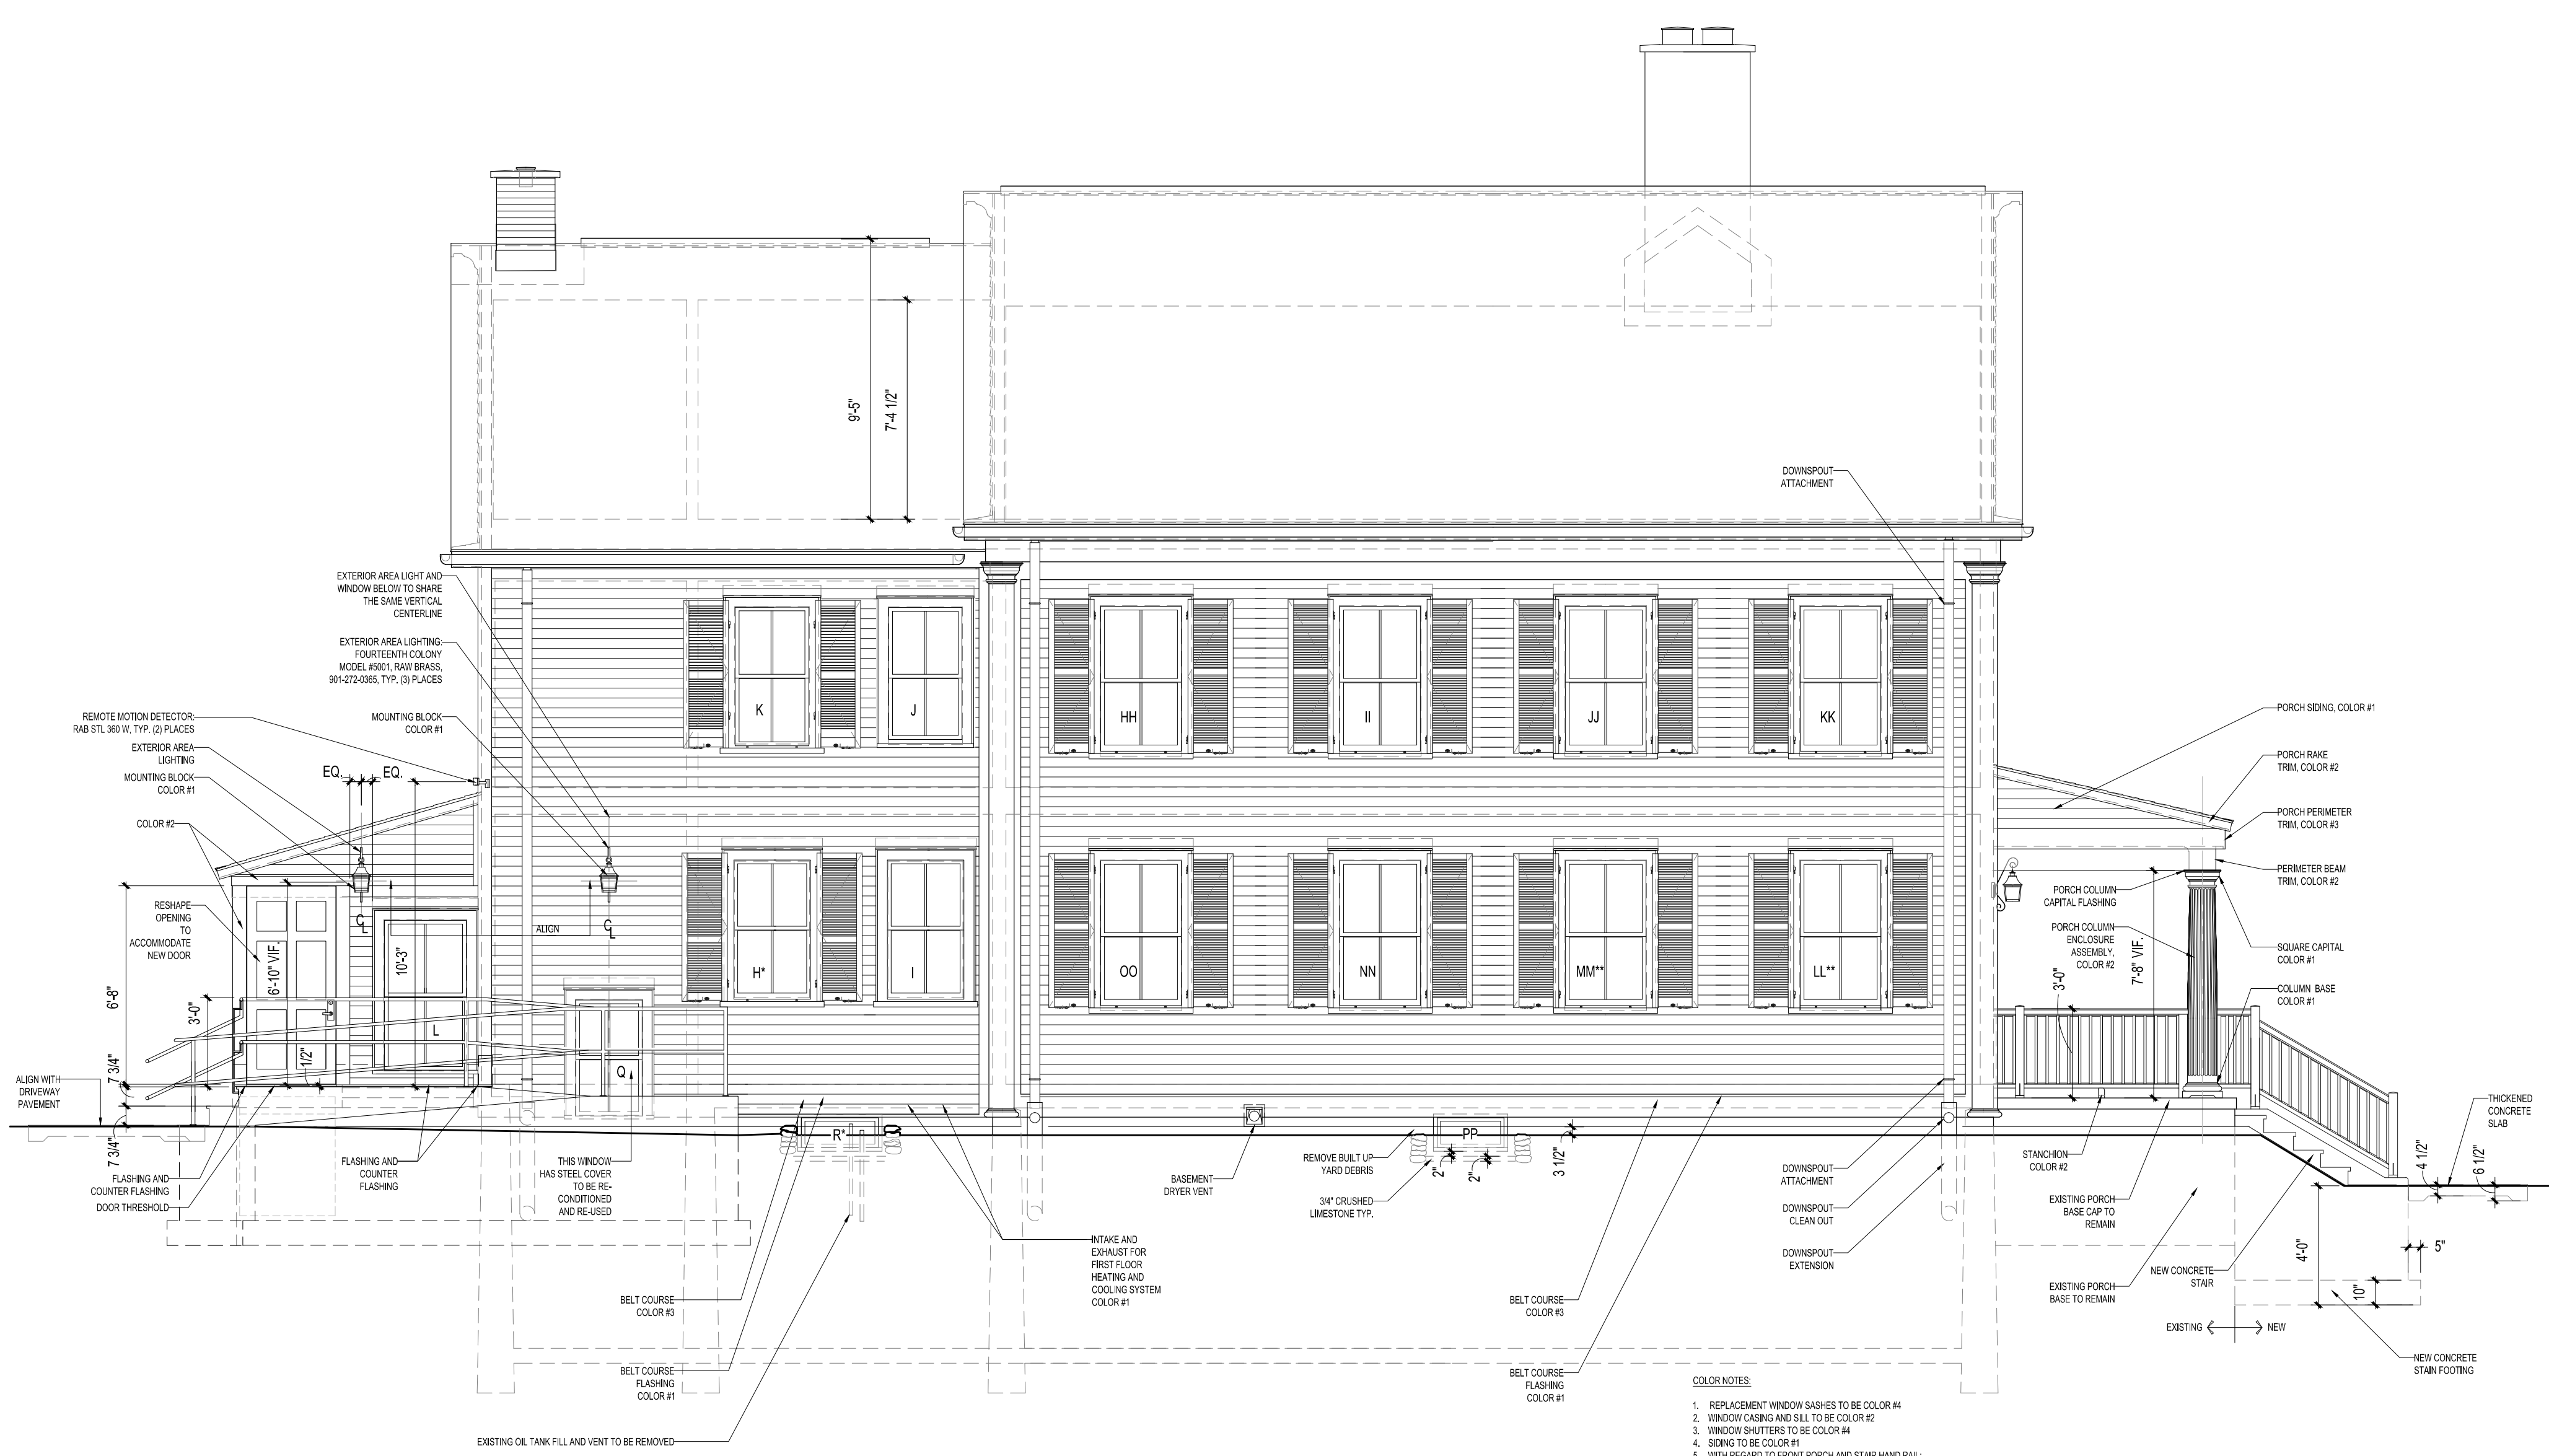 9'-5"
7'-4 1/2"
DOWNSPOUT
ATTACHMENT
EXTERIOR AREA LIGHT AND
WINDOW BELOW TO SHARE
THE SAME VERTICAL
CENTERLINE
EXTERIOR AREA LIGHTING:
FOURTEENTH COLONY
MODEL #5001, RAW BRASS,
901-272-0365, TYP. (3) PLACES
MOUNTING BLOCK
COLOR #1
REMOTE MOTION DETECTOR:
RAB STL 360 W, TYP. (2) PLACES
EXTERIOR AREA
LIGHTING
MOUNTING BLOCK
COLOR #1
COLOR #2
EQ.
EQ.
K
J
HH
II
JJ
KK
PORCH SIDING, COLOR #1
PORCH RAKE
TRIM, COLOR #2
PORCH PERIMETER
TRIM, COLOR #3
PERIMETER BEAM
TRIM, COLOR #2
PORCH COLUMN
CAPITAL FLASHING
PORCH COLUMN
ENCLOSURE
ASSEMBLY,
COLOR #2
SQUARE CAPITAL
COLOR #1
COLUMN BASE
COLOR #1
7'-8" VIF.
3'-0"
RESHAPE
OPENING
TO
ACCOMMODATE
NEW DOOR
CL
ALIGN
CL
6'-10" VIF.
10'-3"
6'-8"
3'-0"
1/2"
7 3/4"
7 3/4"
H*
I
OO
NN
MM**
LL**
L
Q
R*
PP
ALIGN WITH
DRIVEWAY
PAVEMENT
FLASHING AND
COUNTER FLASHING
DOOR THRESHOLD
FLASHING AND
COUNTER
FLASHING
THIS WINDOW
HAS STEEL COVER
TO BE RE-
CONDITIONED
AND RE-USED
BASEMENT
DRYER VENT
REMOVE BUILT UP
YARD DEBRIS
3/4" CRUSHED
LIMESTONE TYP.
2"
2"
3 1/2"
DOWNSPOUT
ATTACHMENT
DOWNSPOUT
CLEAN OUT
DOWNSPOUT
EXTENSION
STANCHION
COLOR #2
EXISTING PORCH
BASE CAP TO
REMAIN
EXISTING PORCH
BASE TO REMAIN
NEW CONCRETE
STAIR
THICKENED
CONCRETE
SLAB
4 1/2"
6 1/2"
4'-0"
5"
10"
EXISTING
NEW
NEW CONCRETE
STAIN FOOTING
INTAKE AND
EXHAUST FOR
FIRST FLOOR
HEATING AND
COOLING SYSTEM
COLOR #1
BELT COURSE
COLOR #3
BELT COURSE
FLASHING
COLOR #1
BELT COURSE
COLOR #3
BELT COURSE
FLASHING
COLOR #1
EXISTING OIL TANK FILL AND VENT TO BE REMOVED
COLOR NOTES:
1. REPLACEMENT WINDOW SASHES TO BE COLOR #4
2. WINDOW CASING AND SILL TO BE COLOR #2
3. WINDOW SHUTTERS TO BE COLOR #4
4. SIDING TO BE COLOR #1
5. WITH REGARD TO FRONT PORCH AND STAIR HAND RAIL: